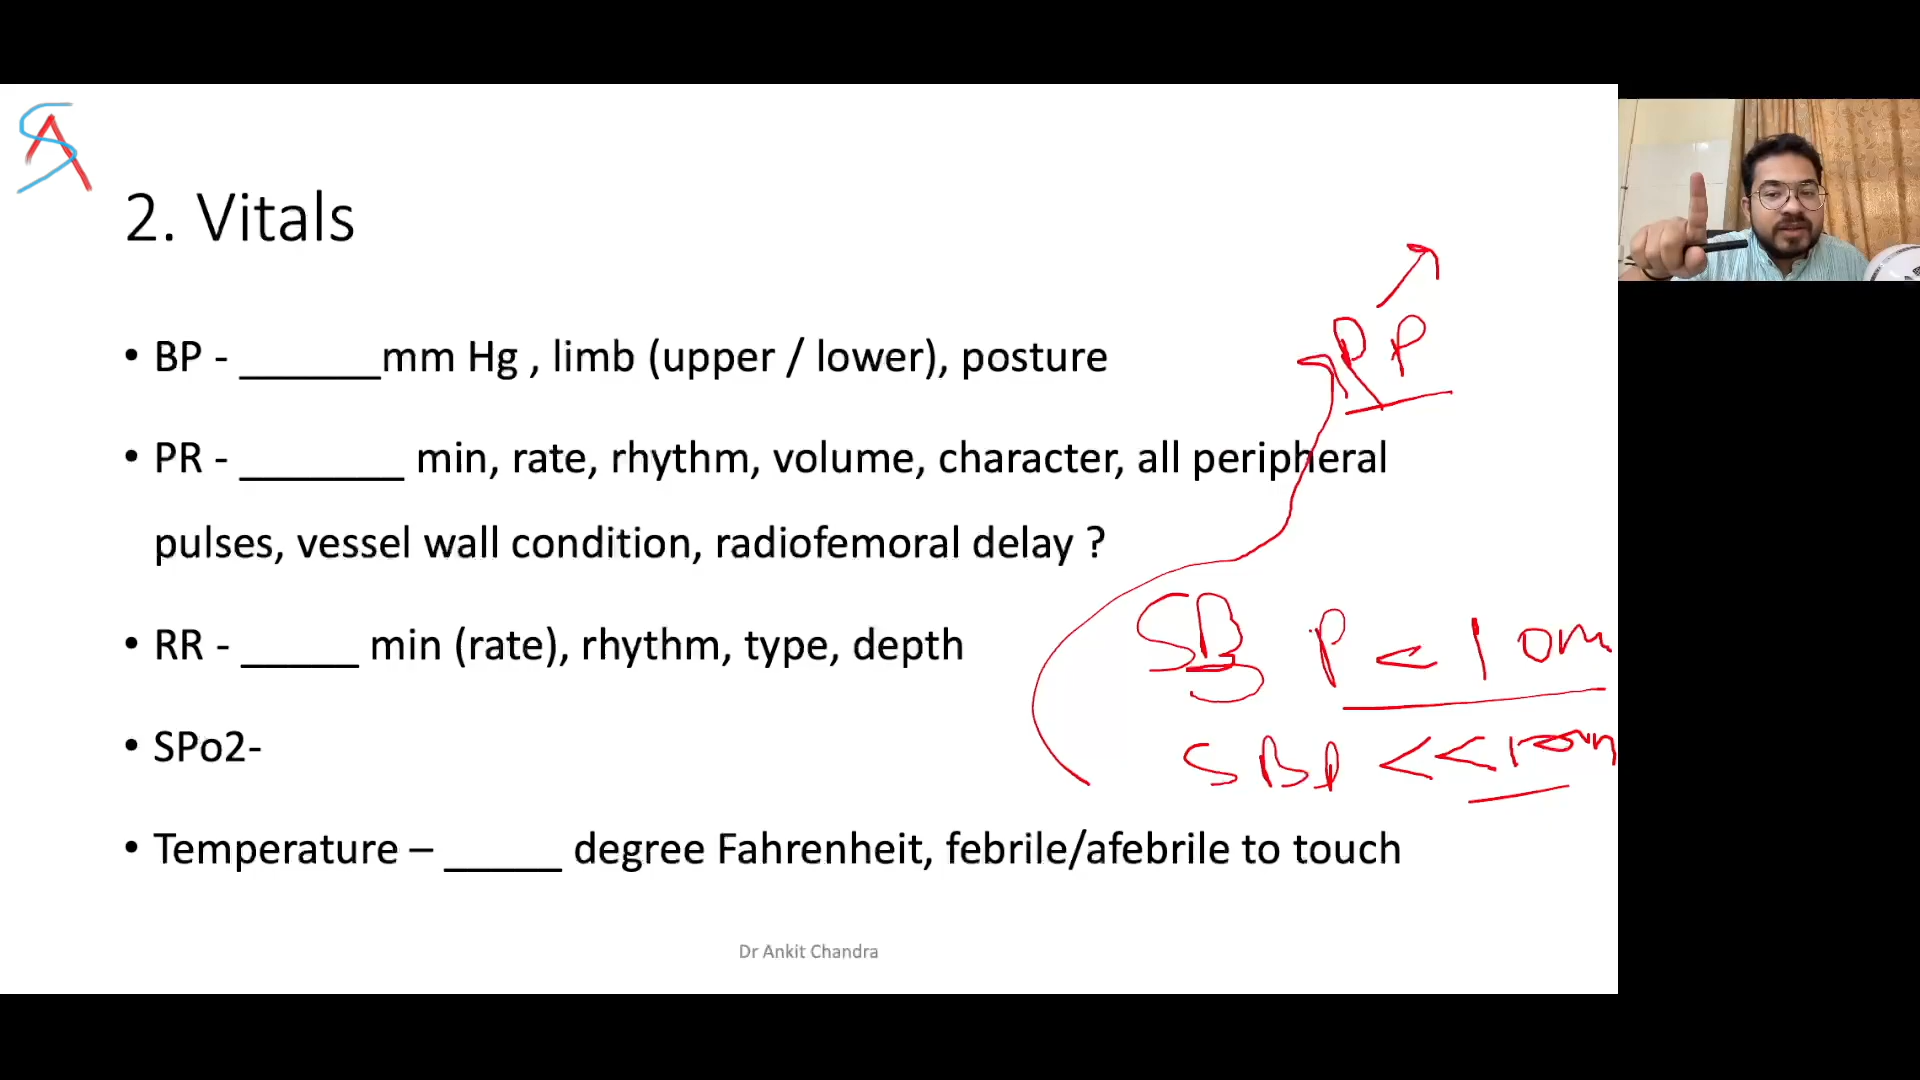 SA
2. Vitals
PP
• BP - ______mm Hg , limb (upper / lower), posture
• PR - _______ min, rate, rhythm, volume, character, all peripheral
pulses, vessel wall condition, radiofemoral delay ?
SBP < 10m
• RR - _____ min (rate), rhythm, type, depth
• SPo2-
SBP <<
• Temperature – _____ degree Fahrenheit, febrile/afebrile to touch
Dr Ankit Chandra